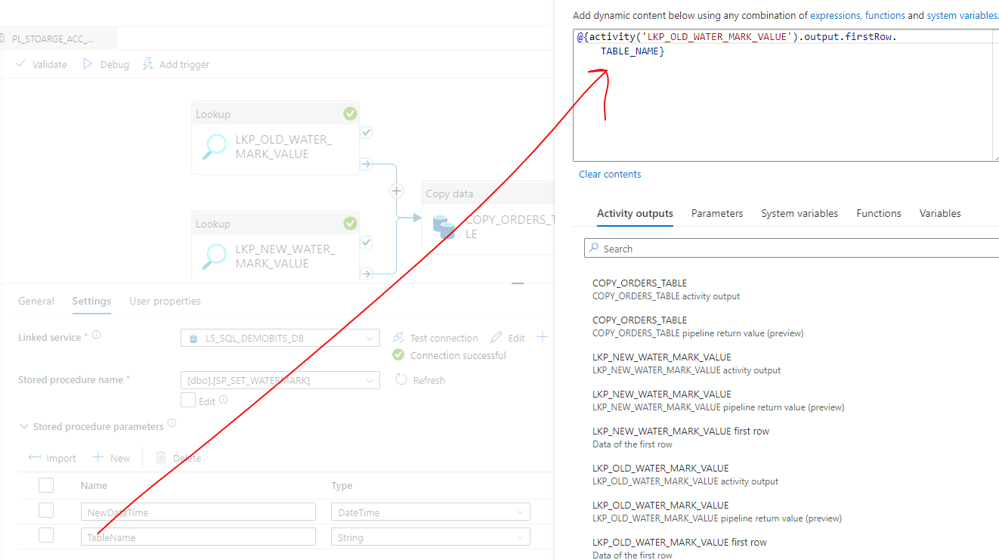 Add dynamic content below using any combination of expressions, functions and system variables.
@{activity('LKP_OLD_WATER_MARK_VALUE').output.firstRow.
TABLE_NAME}
Clear contents
Activity outputs Parameters System variables Functions Variables
Search
COPY_ORDERS_TABLE
COPY_ORDERS_TABLE activity output
COPY_ORDERS_TABLE
COPY_ORDERS_TABLE pipeline return value (preview)
LKP_NEW_WATER_MARK_VALUE
LKP_NEW_WATER_MARK_VALUE activity output
LKP_NEW_WATER_MARK_VALUE
LKP_NEW_WATER_MARK_VALUE pipeline return value (preview)
LKP_NEW_WATER_MARK_VALUE first row
Data of the first row
LKP_OLD_WATER_MARK_VALUE
LKP_OLD_WATER_MARK_VALUE activity output
LKP_OLD_WATER_MARK_VALUE
LKP_OLD_WATER_MARK_VALUE pipeline return value (preview)
LKP_OLD_WATER_MARK_VALUE first row
Data of the first row
PL_STOARGE_ACC_...
Validate Debug Add trigger
Lookup
LKP_OLD_WATER_
MARK_VALUE
Lookup
LKP_NEW_WATER_
MARK_VALUE
Copy data
COPY_ORDERS_T
LE
General Settings User properties
Linked service * LS_SQL_DEMOBITS_DB Test connection Edit
Connection successful
Stored procedure name * [dbo].[SP_SET_WATERMARK] Refresh
Edit
Stored procedure parameters
Import New Delete
Name Type
NewDataTime DateTime
TableName String